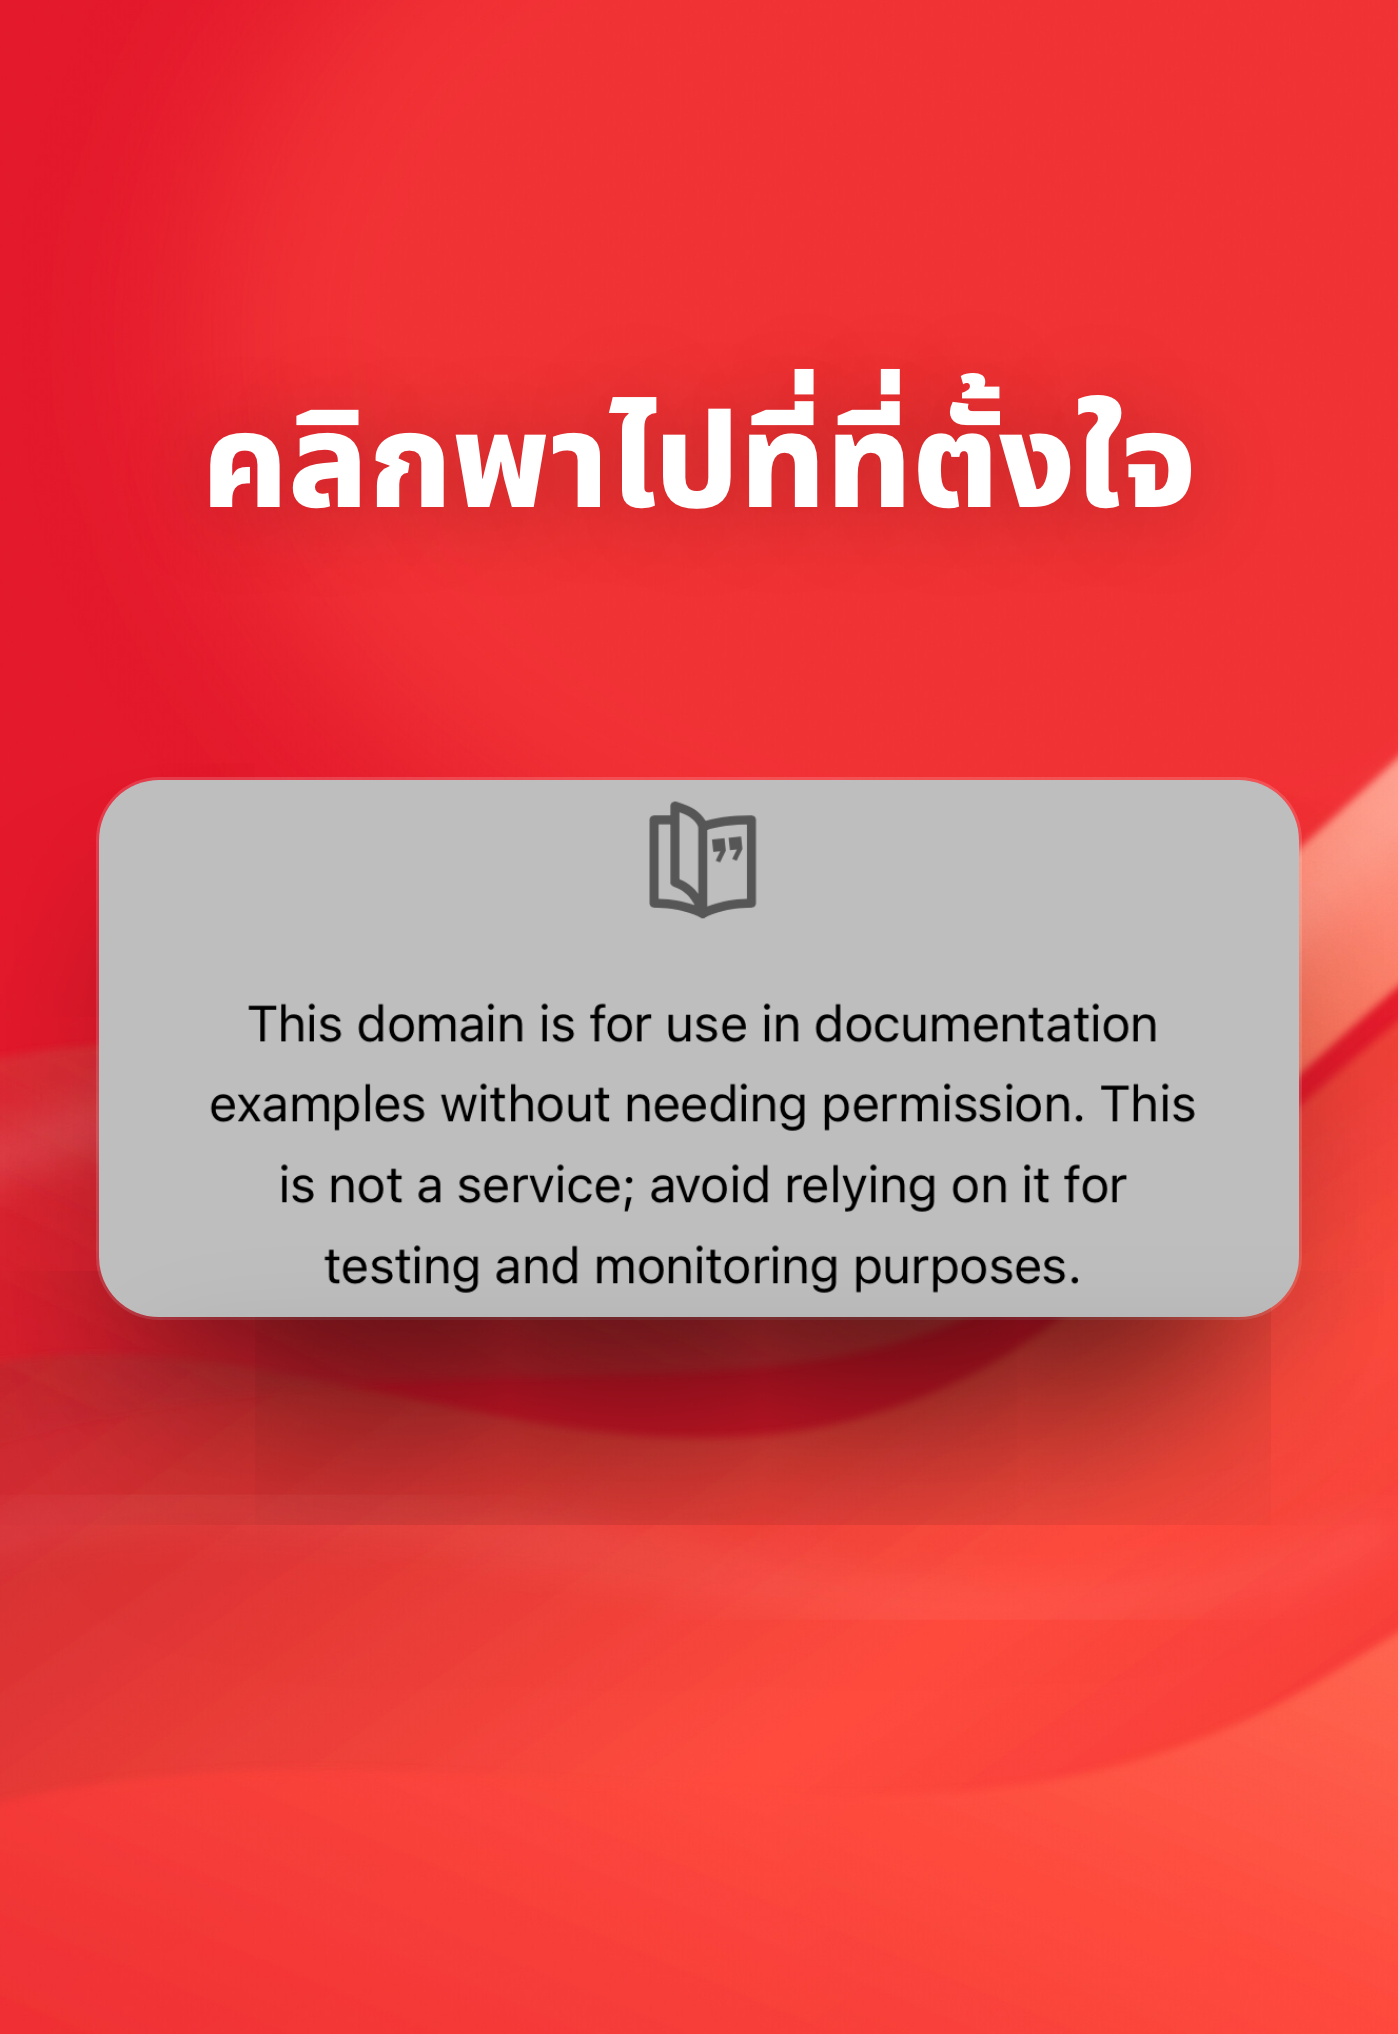 คลิกพาไปที่ที่ตั้งใจ
This domain is for use in documentation
examples without needing permission. This
is not a service; avoid relying on it for
testing and monitoring purposes.